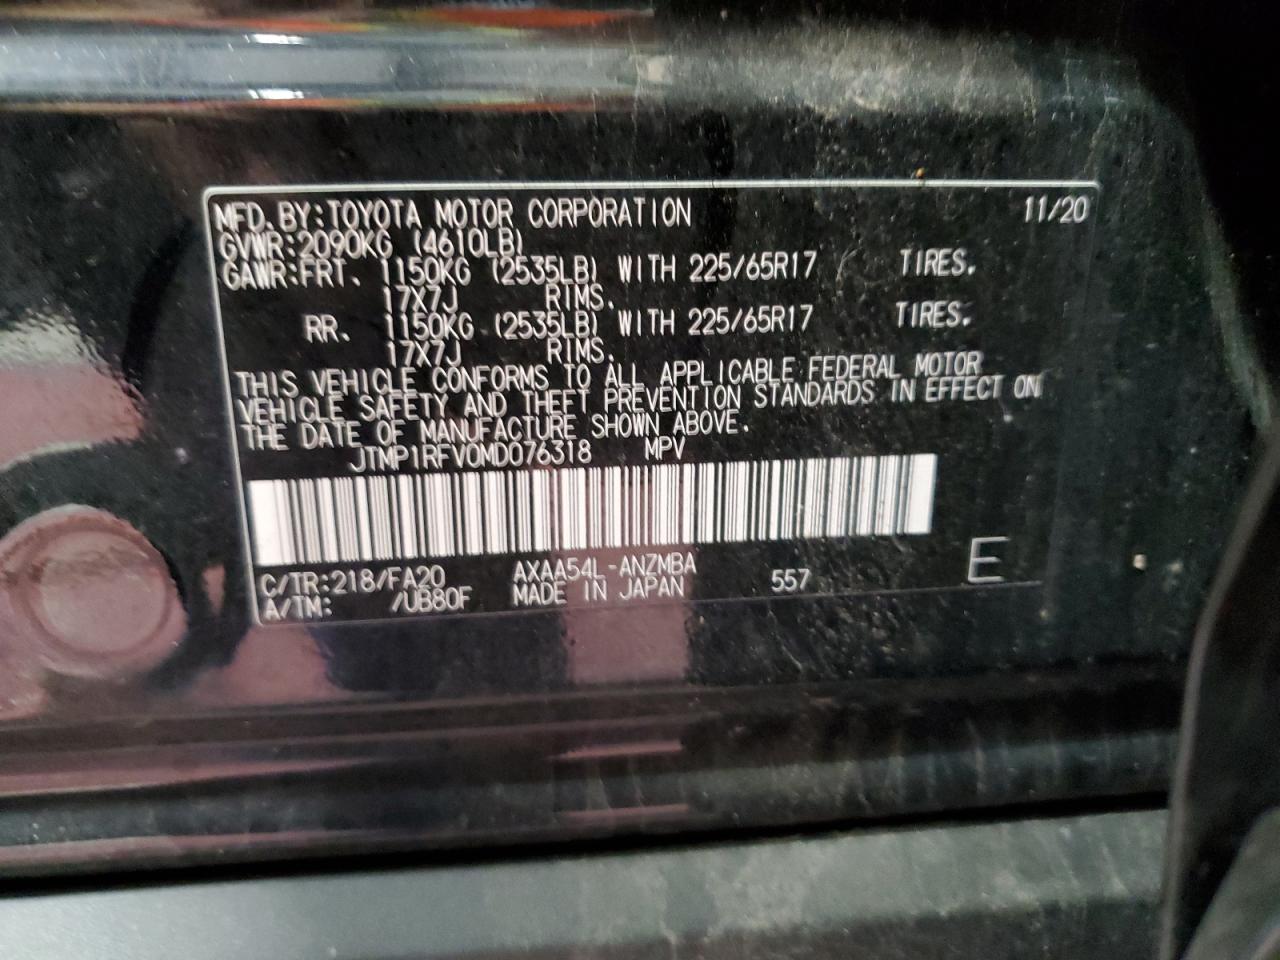 MFD.BY:TOYOTA MOTOR CORPORATION 11/20
GVWR:2090KG (4610LB)
GAWR:FRT. 1150KG (2535LB) WITH 225/65R17 TIRES.
17X7J RIMS.
RR. 1150KG (2535LB) WITH 225/65R17 TIRES.
17X7J RIMS.
THIS VEHICLE CONFORMS TO ALL APPLICABLE FEDERAL MOTOR
VEHICLE SAFETY AND THEFT PREVENTION STANDARDS IN EFFECT ON
THE DATE OF MANUFACTURE SHOWN ABOVE.
JTMP1RFV0MD076318 MPV
C/TR:218/FA20 AXAA54L-ANZMBA 557 E
A/TM: /UB80F MADE IN JAPAN